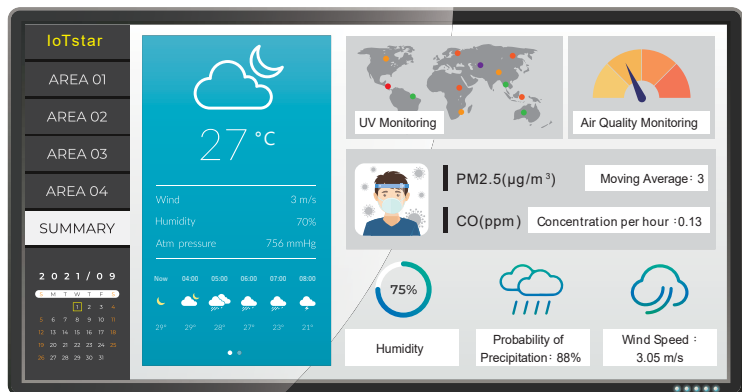 IoTstar
AREA 01
AREA 02
AREA 03
AREA 04
SUMMARY
2021/09
S M T W T F S
1 2 3 4
5 6 7 8 9 10 11
12 13 14 15 16 17 18
19 20 21 22 23 24 25
26 27 28 29 30 31
27 °C
Wind 3 m/s
Humidity 70%
Atm pressure 756 mmHg
Now 04:00 05:00 06:00 07:00 08:00
29° 29° 28° 27° 23° 21°
UV Monitoring
Air Quality Monitoring
PM2.5(μg/m³) Moving Average: 3
CO(ppm) Concentration per hour :0.13
75%
Humidity
Probability of
Precipitation: 88%
Wind Speed :
3.05 m/s